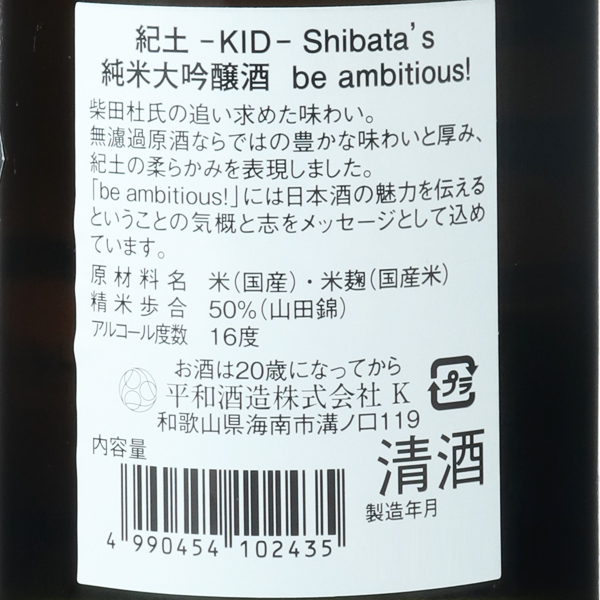 紀土 -KID- Shibata's
純米大吟醸酒 be ambitious!
柴田杜氏の追い求めた味わい。
無濾過原酒ならではの豊かな味わいと厚み、
紀土の柔らかみを表現しました。
「be ambitious!」には日本酒の魅力を伝える
ということの気概と志をメッセージとして込め
ています。
原材料名 米(国産)・米麹(国産米)
精米歩合 50%(山田錦)
アルコール度数 16度
お酒は20歳になってから
平和酒造株式会社 K
和歌山県海南市溝ノ口119
プラ
内容量
清酒
製造年月
4 990454 102435